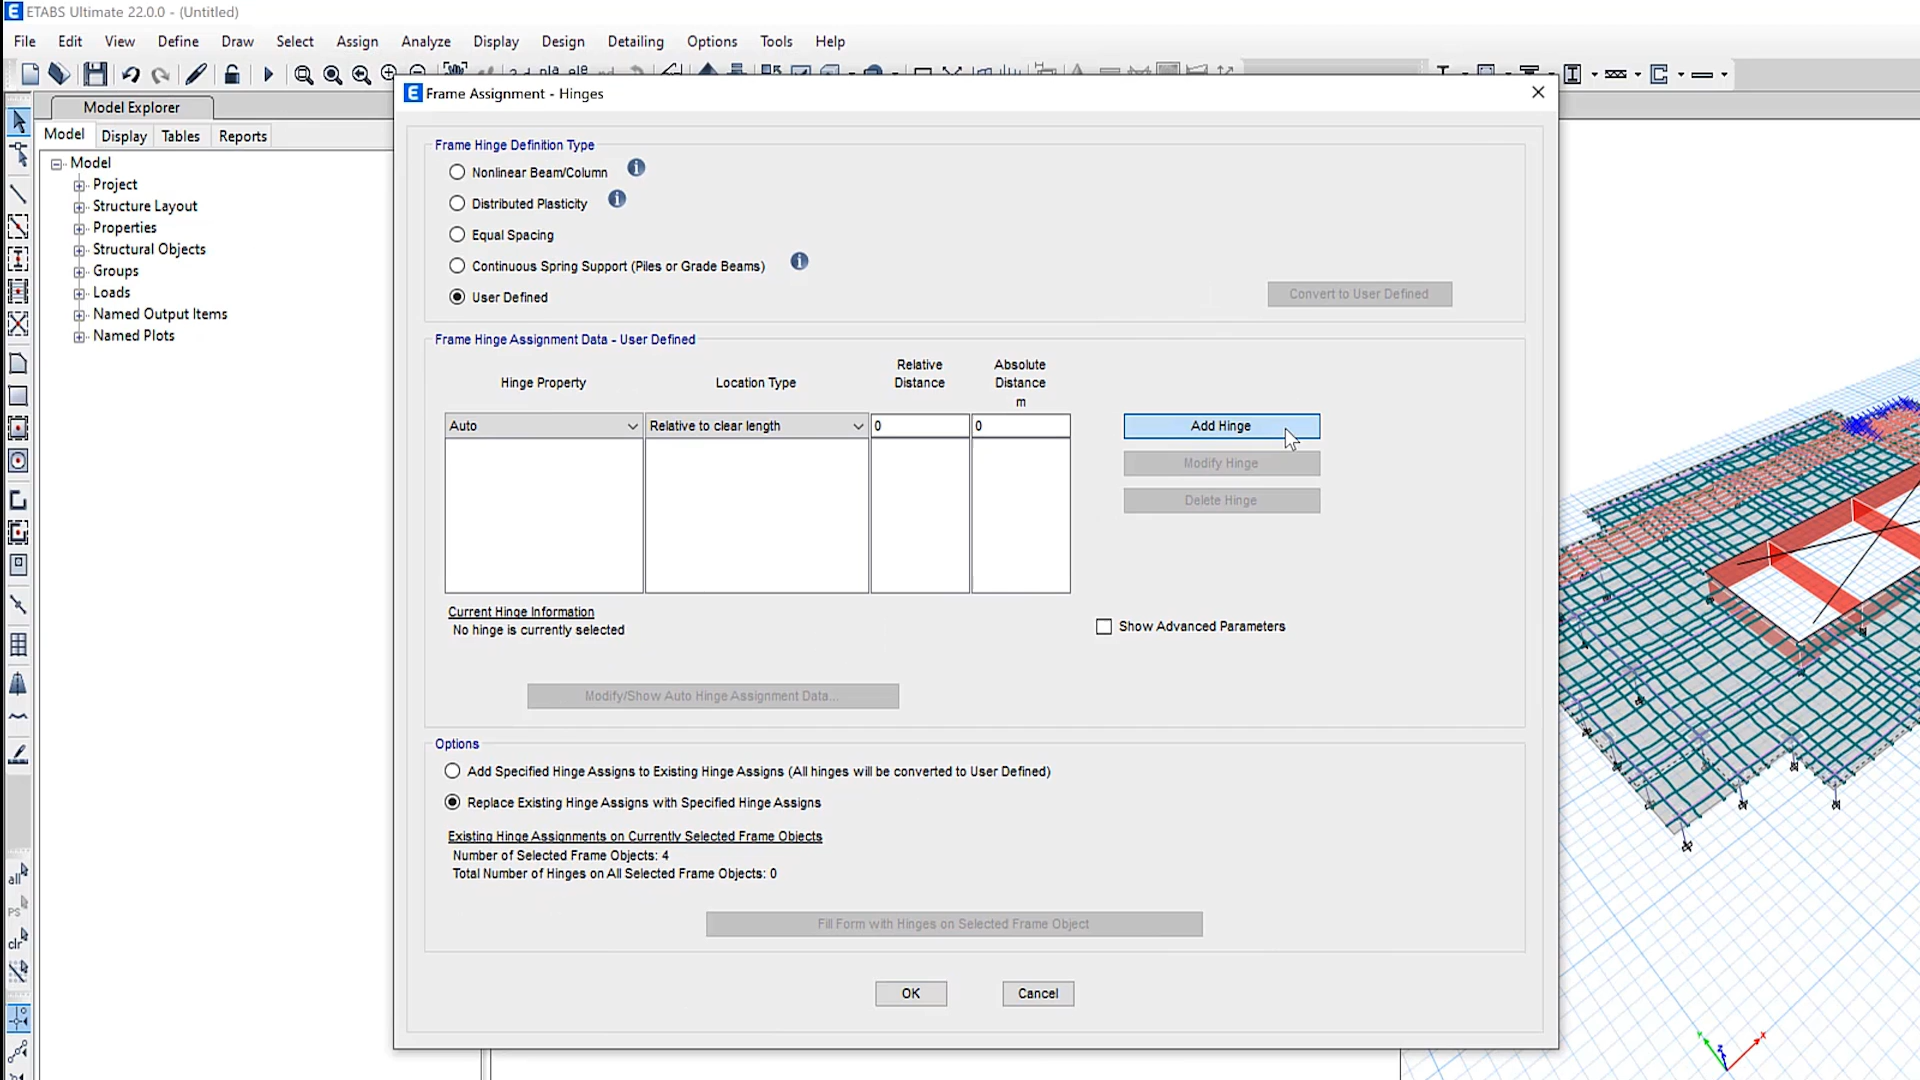 ETABS Ultimate 22.0.0 - (Untitled)
File Edit View Define Draw Select Assign Analyze Display Design Detailing Options Tools Help
Model Explorer
Model Display Tables Reports
Model
Project
Structure Layout
Properties
Structural Objects
Groups
Loads
Named Output Items
Named Plots
all
PS
clr
Frame Assignment - Hinges
Frame Hinge Definition Type
Nonlinear Beam/Column
Distributed Plasticity
Equal Spacing
Continuous Spring Support (Piles or Grade Beams)
User Defined
Convert to User Defined
Frame Hinge Assignment Data - User Defined
Hinge Property
Location Type
Relative
Distance
Absolute
Distance
m
Auto
Relative to clear length
0
0
Add Hinge
Modify Hinge
Delete Hinge
Current Hinge Information
No hinge is currently selected
Show Advanced Parameters
Modify/Show Auto Hinge Assignment Data...
Options
Add Specified Hinge Assigns to Existing Hinge Assigns (All hinges will be converted to User Defined)
Replace Existing Hinge Assigns with Specified Hinge Assigns
Existing Hinge Assignments on Currently Selected Frame Objects
Number of Selected Frame Objects: 4
Total Number of Hinges on All Selected Frame Objects: 0
Fill Form with Hinges on Selected Frame Object
OK
Cancel